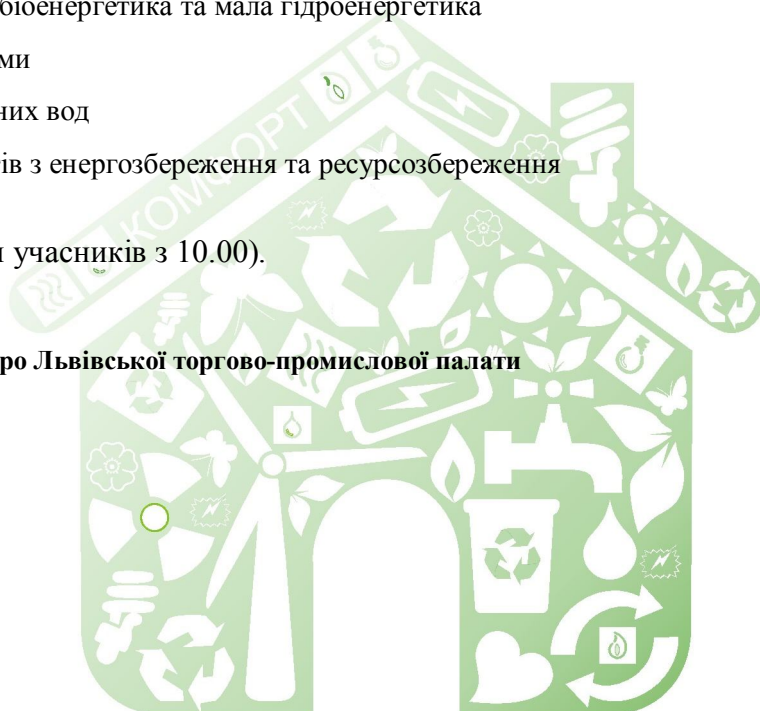 біоенергетика та мала гідроенергетика
ми
них вод
ів з енергозбереження та ресурсозбереження
учасників з 10.00).
ро Львівської торгово-промислової палати
КОМФОРТ